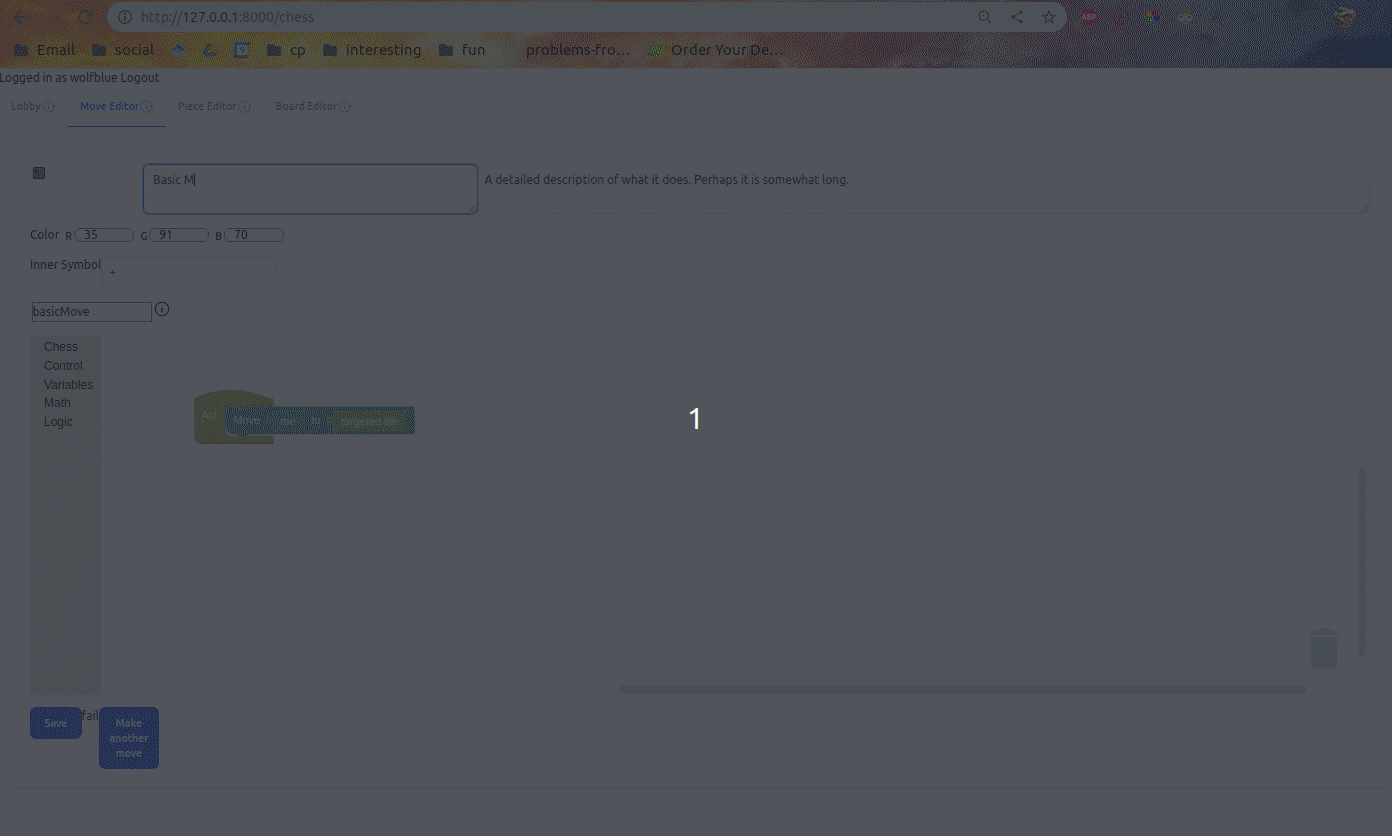 http://127.0.0.1:8000/chess
ABP
Email social 9 cp interesting fun problems-fro... Order Your De...
Logged in as wolfblue Logout
Lobby Move Editor Piece Editor Board Editor
Basic M
A detailed description of what it does. Perhaps it is somewhat long.
Color R 35 G 91 B 70
Inner Symbol +
basicMove
Chess
Control
Variables
Math
Logic
Act Move me to targeted tile
1
Save fail Make another move